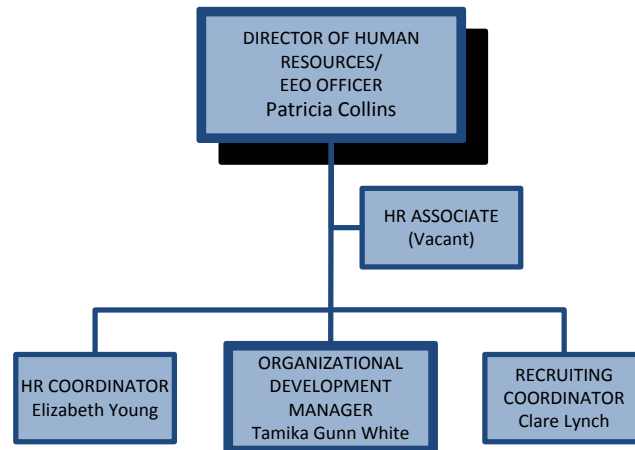 DIRECTOR OF HUMAN
RESOURCES/
EEO OFFICER
Patricia Collins
HR ASSOCIATE
(Vacant)
HR COORDINATOR
Elizabeth Young
ORGANIZATIONAL
DEVELOPMENT
MANAGER
Tamika Gunn White
RECRUITING
COORDINATOR
Clare Lynch